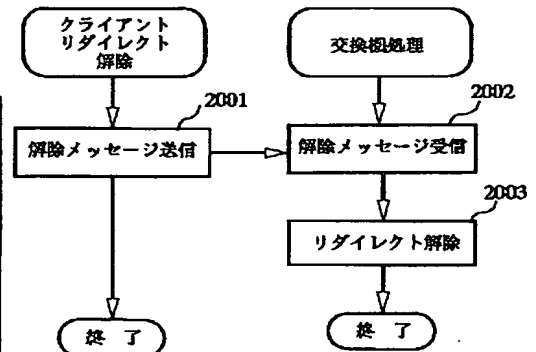 クライアント
リダイレクト
解除
2001
解除メッセージ送信
終 了
交換機処理
2002
解除メッセージ受信
2003
リダイレクト解除
終 了